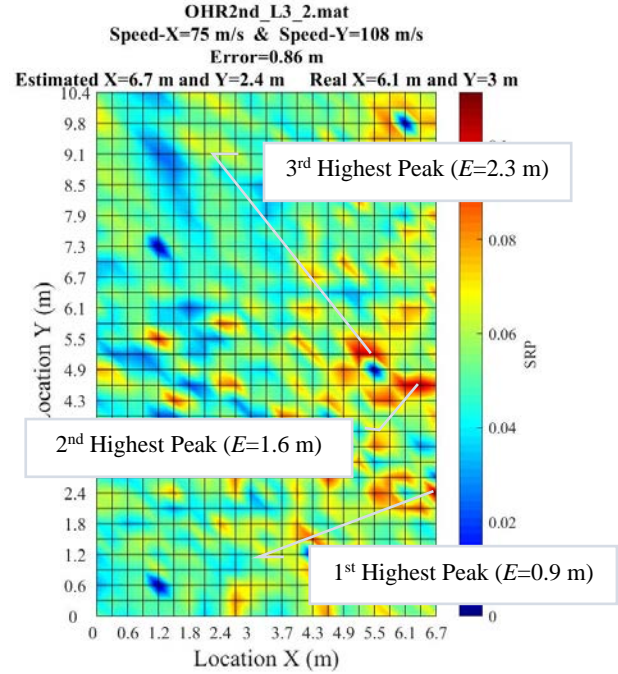 OHR2nd_L3_2.mat
Speed-X=75 m/s & Speed-Y=108 m/s
Error=0.86 m
Estimated X=6.7 m and Y=2.4 m Real X=6.1 m and Y=3 m
10.4
9.8
9.1
8.5
7.9
7.3
6.7
6.1
5.5
4.9
4.3
2.4
1.8
1.2
0.6
0
Location Y (m)
0 0.6 1.2 1.8 2.4 3 3.7 4.3 4.9 5.5 6.1 6.7
Location X (m)
3rd Highest Peak (E=2.3 m)
2nd Highest Peak (E=1.6 m)
1st Highest Peak (E=0.9 m)
0.08
0.06
0.04
0.02
0
SRP